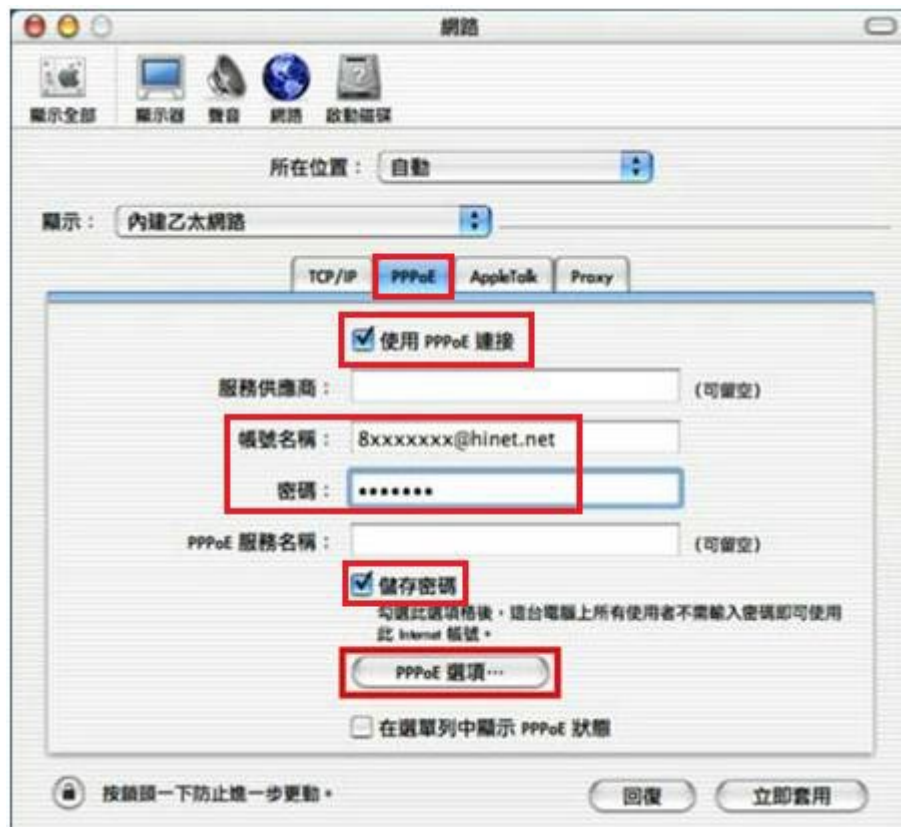 網路
顯示全部 顯示器 聲音 網路 啟動磁碟
所在位置： 自動
顯示： 內建乙太網路
TCP/IP PPPoE AppleTalk Proxy
使用 PPPoE 連接
服務供應商： (可留空)
帳號名稱： 8xxxxxxx@hinet.net
密碼： •••••••
PPPoE 服務名稱： (可留空)
儲存密碼
勾選此選項格後，這台電腦上所有使用者不需輸入密碼即可使用
此 Internet 帳號。
PPPoE 選項…
在選單列中顯示 PPPoE 狀態
按鎖頭一下防止進一步更動。 回復 立即套用